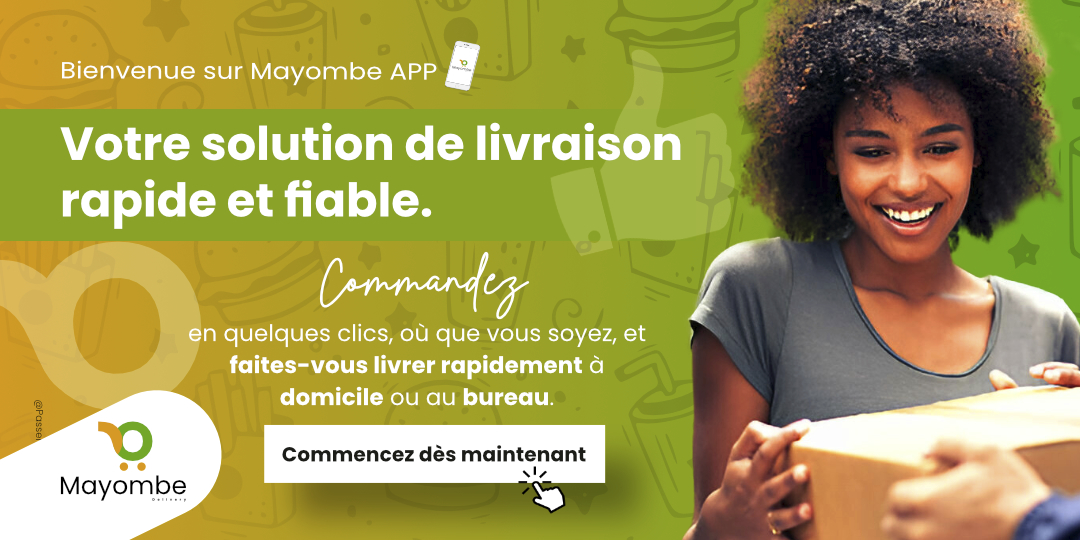 Bienvenue sur Mayombe APP
Votre solution de livraison
rapide et fiable.
Commandez
en quelques clics, où que vous soyez, et
faites-vous livrer rapidement à
domicile ou au bureau.
Commencez dès maintenant
Mayombe
Delivery